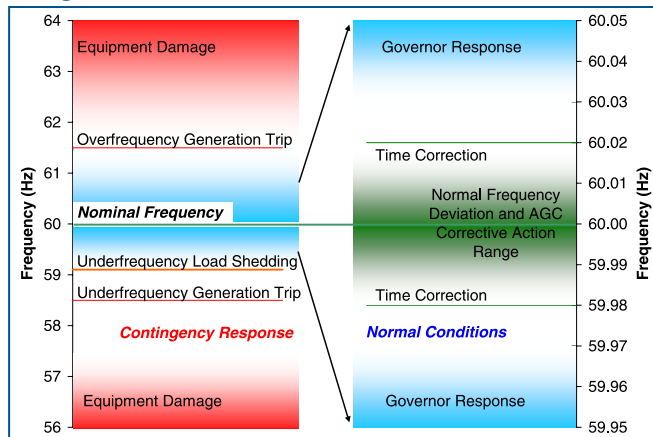 64
63
62
61
60
59
58
57
56
Frequency (Hz)
Equipment Damage
Overfrequency Generation Trip
Nominal Frequency
Underfrequency Load Shedding
Underfrequency Generation Trip
Contingency Response
Equipment Damage
Governor Response
Time Correction
Normal Frequency
Deviation and AGC
Corrective Action
Range
Time Correction
Normal Conditions
Governor Response
60.05
60.04
60.03
60.02
60.01
60.00
59.99
59.98
59.97
59.96
59.95
Frequency (Hz)